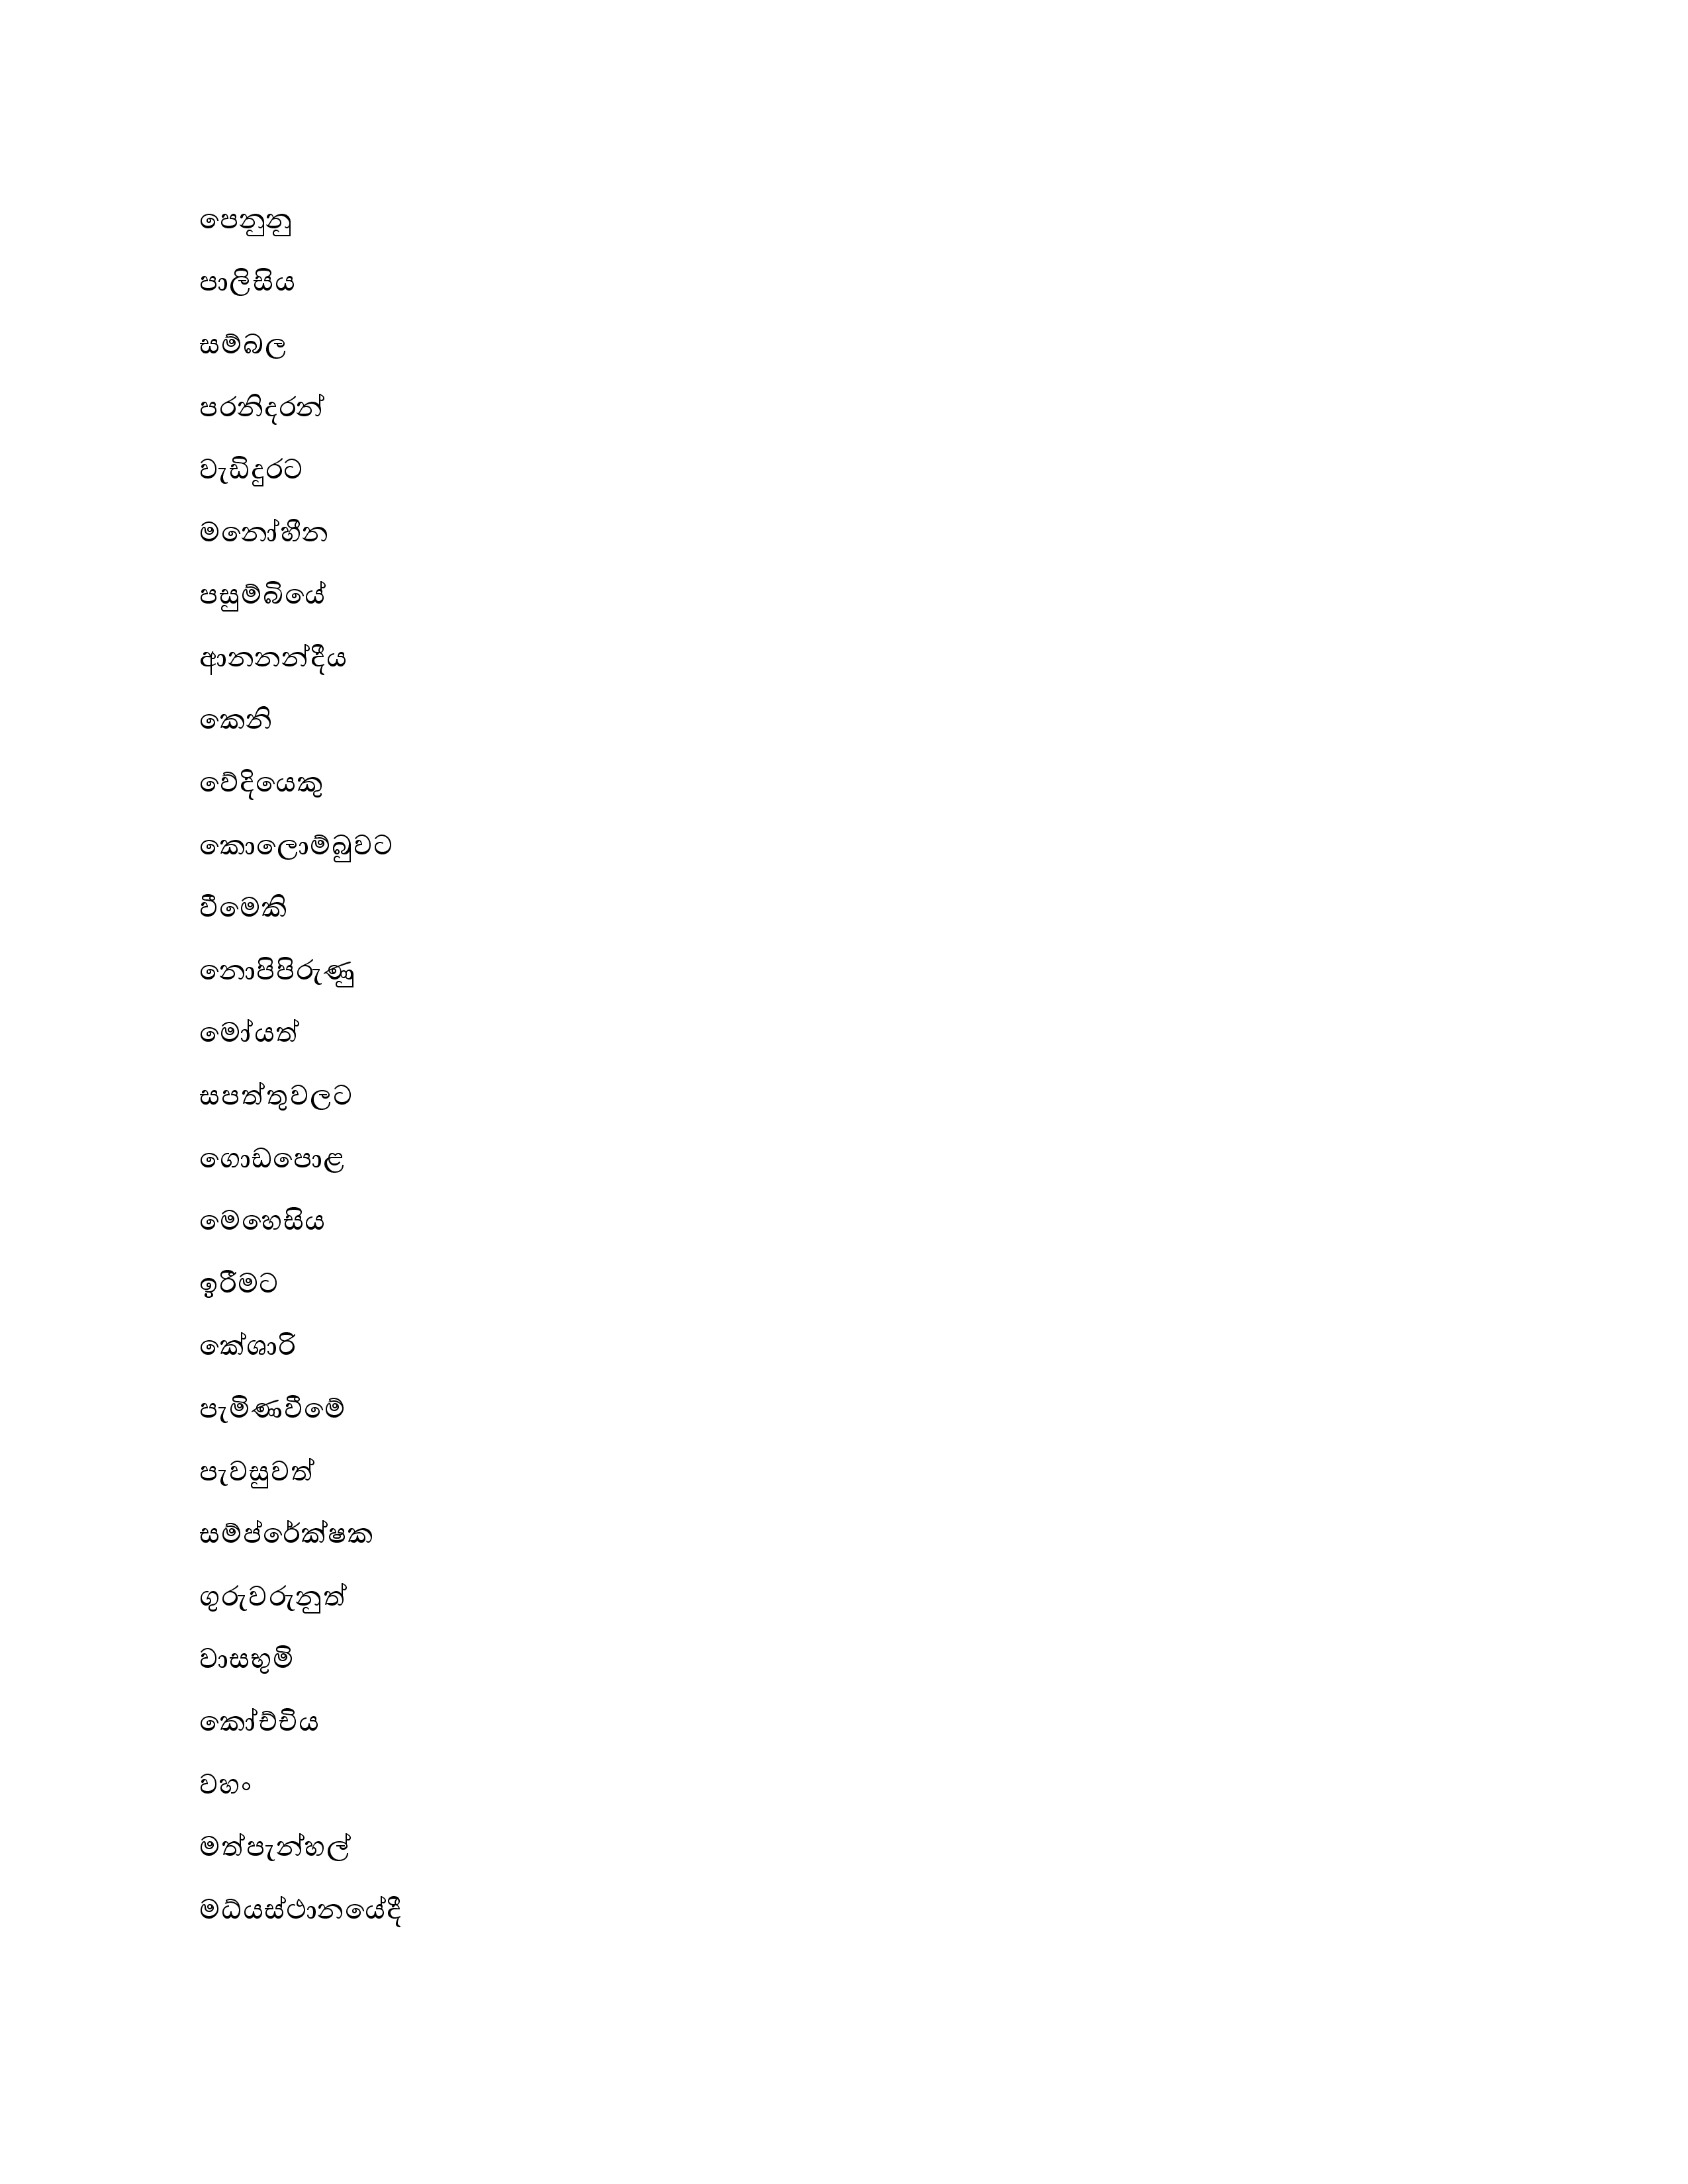 පෙනුනු
පාලිසිය
සම්බල
පරනිදරන්
වැඩිදුරට
මනෝහීන
පසුම්බියේ
ආනනන්දීය
කෙනි
වේදියෙකු
කොලොම්බුවට
වීමෙකි
නොපිපිරුණු
මෝයත්
සපත්තුවලට
ගොඩපොළ
මෙහෙසිය
ඉරීමට
කේශාරි
පැමිණවීමේ
පැවසුවත්
සම්ප්රේක්ෂක
ගුරුවරුනුත්
වාසභුමි
කෝච්චිය
වහං
මත්පැන්හල්
මධ්යස්ථානයේදී